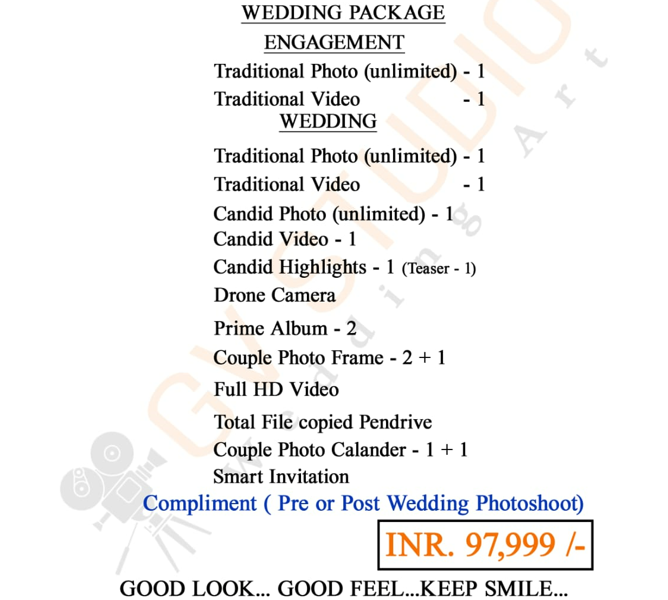 WEDDING PACKAGE
ENGAGEMENT
Traditional Photo (unlimited) - 1
Traditional Video - 1
WEDDING
Traditional Photo (unlimited) - 1
Traditional Video - 1
Candid Photo (unlimited) - 1
Candid Video - 1
Candid Highlights - 1 (Teaser - 1)
Drone Camera
Prime Album - 2
Couple Photo Frame - 2 + 1
Full HD Video
Total File copied Pendrive
Couple Photo Calander - 1 + 1
Smart Invitation
Compliment ( Pre or Post Wedding Photoshoot)
INR. 97,999 /-
GOOD LOOK... GOOD FEEL...KEEP SMILE...
GV STUDIO
Wedding Art